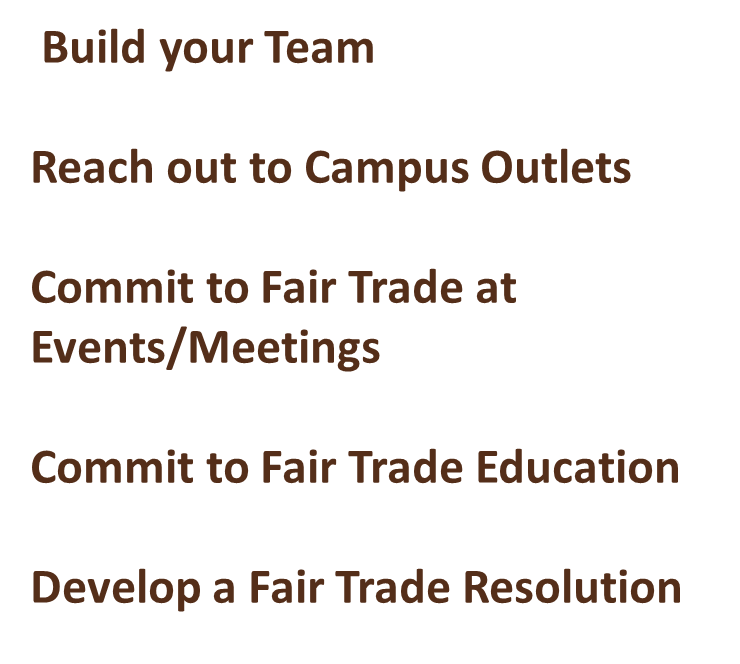 Build your Team
Reach out to Campus Outlets
Commit to Fair Trade at
Events/Meetings
Commit to Fair Trade Education
Develop a Fair Trade Resolution